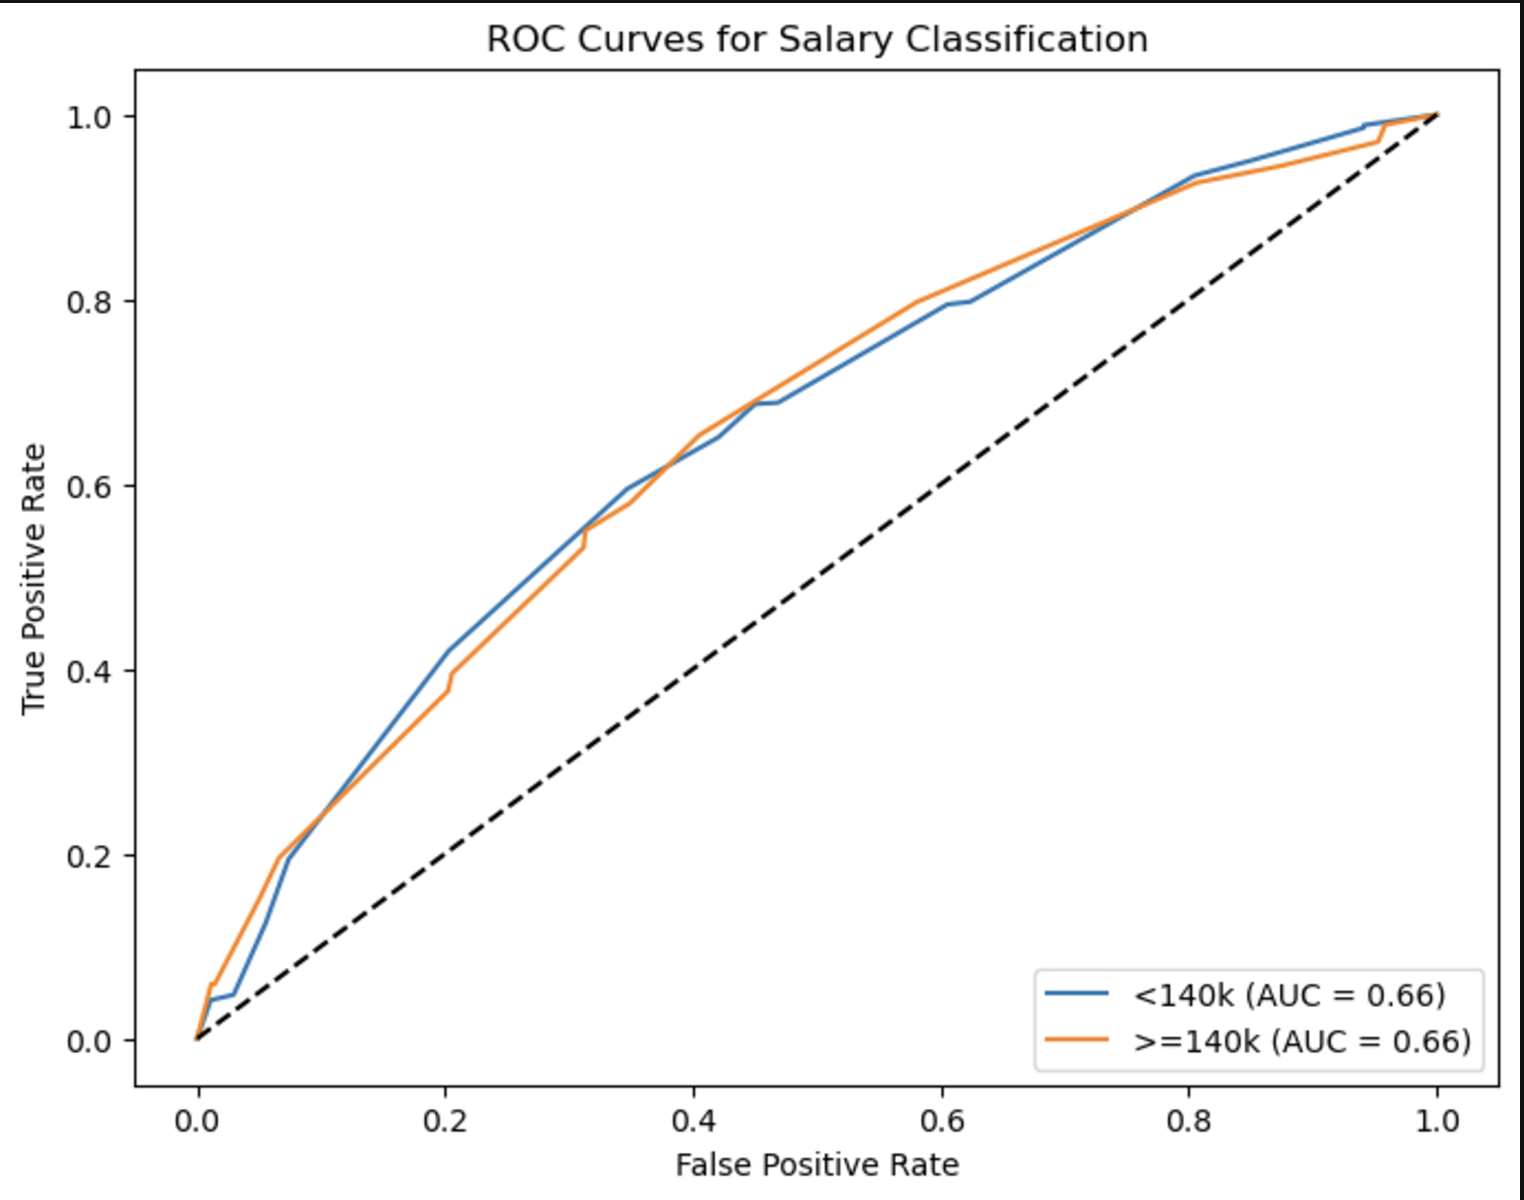 ROC Curves for Salary Classification
True Positive Rate
1.0
0.8
0.6
0.4
0.2
0.0
<140k (AUC = 0.66)
>=140k (AUC = 0.66)
0.0 0.2 0.4 0.6 0.8 1.0
False Positive Rate